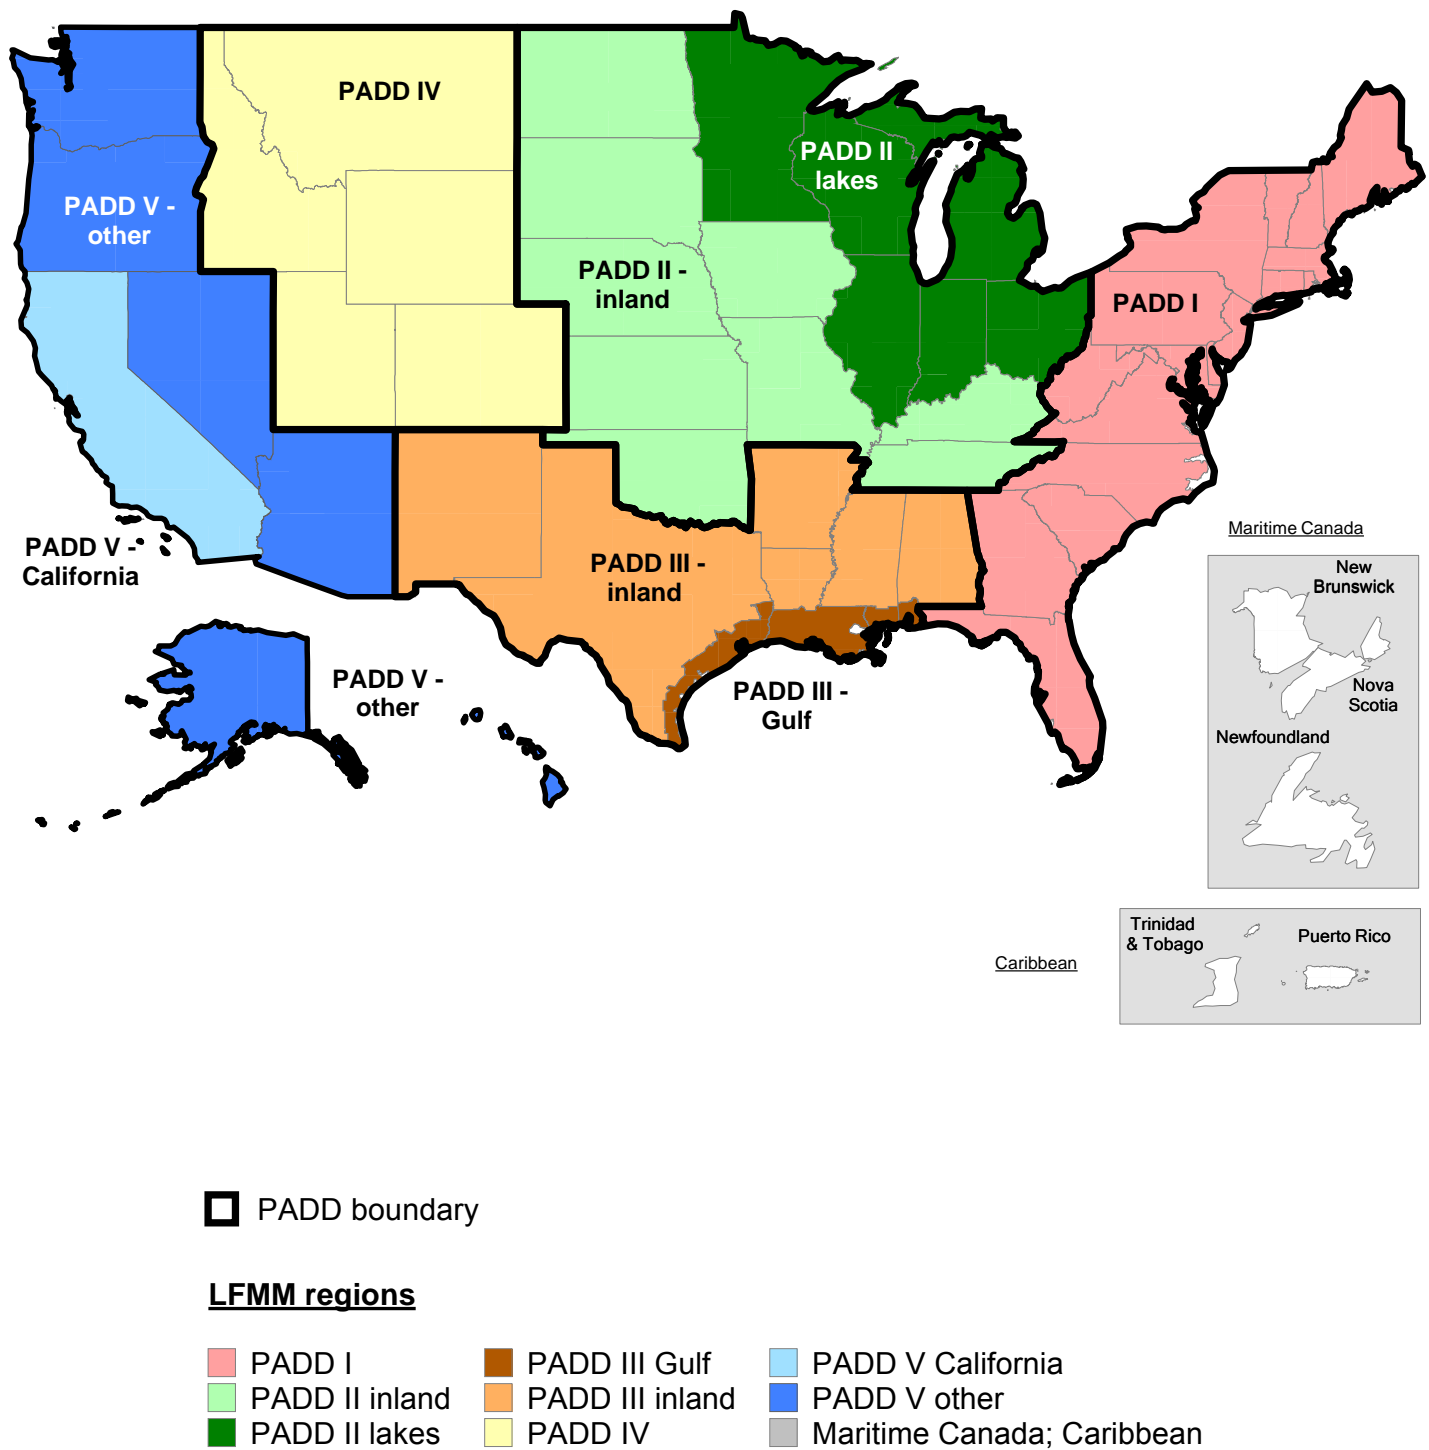 PADD IV
PADD II
lakes
PADD V -
other
PADD II -
inland
PADD I
PADD V -
California
PADD III -
inland
Maritime Canada
New
Brunswick
PADD V -
other
PADD III -
Gulf
Nova
Scotia
Newfoundland
Trinidad
& Tobago
Puerto Rico
Caribbean
PADD boundary
LFMM regions
PADD I
PADD II inland
PADD II lakes
PADD III Gulf
PADD III inland
PADD IV
PADD V California
PADD V other
Maritime Canada; Caribbean